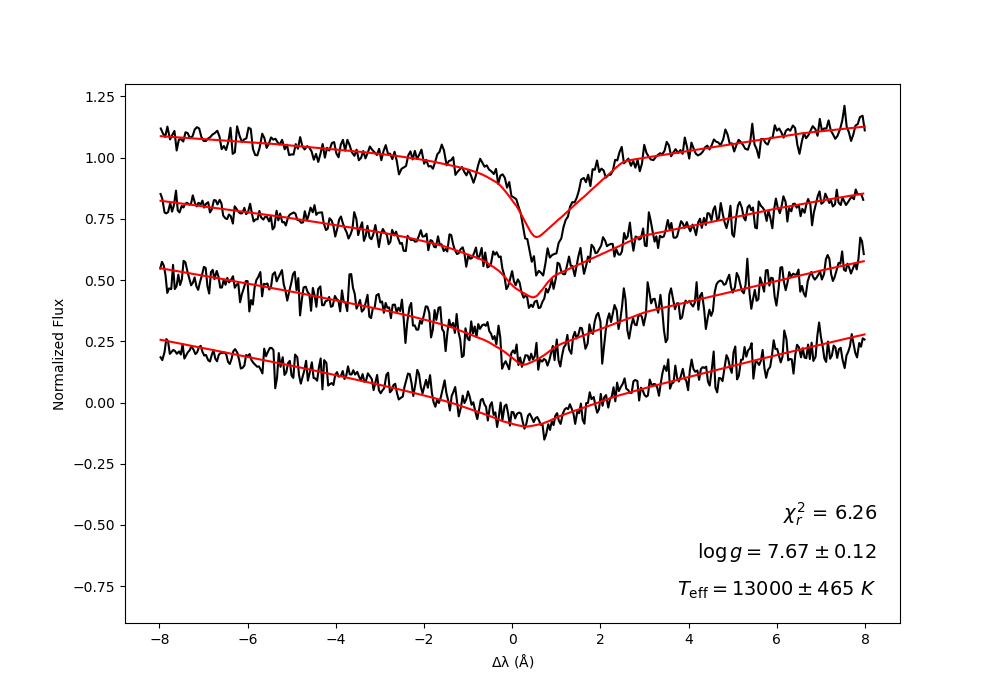 1.25
1.00
0.75
0.50
0.25
0.00
−0.25
−0.50
−0.75
Normalized Flux
χ²ᵣ = 6.26
log g = 7.67 ± 0.12
T_eff = 13000 ± 465 K
−8 −6 −4 −2 0 2 4 6 8
Δλ (Å)